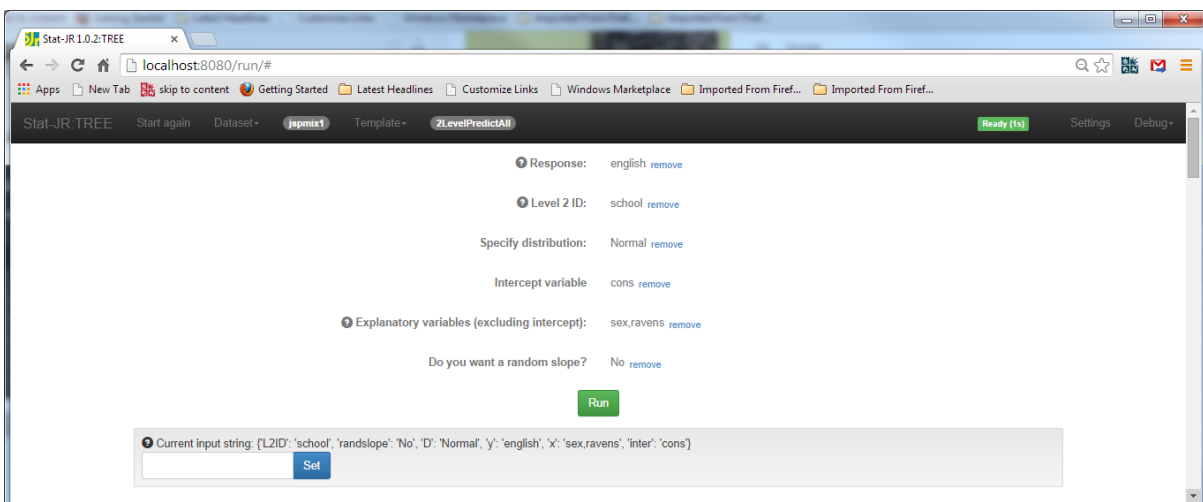 Stat-JR 1.0.2:TREE
localhost:8080/run/#
Apps New Tab skip to content Getting Started Latest Headlines Customize Links Windows Marketplace Imported From Firef... Imported From Firef...
Stat-JR:TREE Start again Dataset jspmix1 Template 2LevelPredictAll Ready (1s) Settings Debug
Response: english remove
Level 2 ID: school remove
Specify distribution: Normal remove
Intercept variable cons remove
Explanatory variables (excluding intercept): sex,ravens remove
Do you want a random slope? No remove
Run
Current input string: {'L2ID': 'school', 'randslope': 'No', 'D': 'Normal', 'y': 'english', 'x': 'sex,ravens', 'inter': 'cons'}
Set